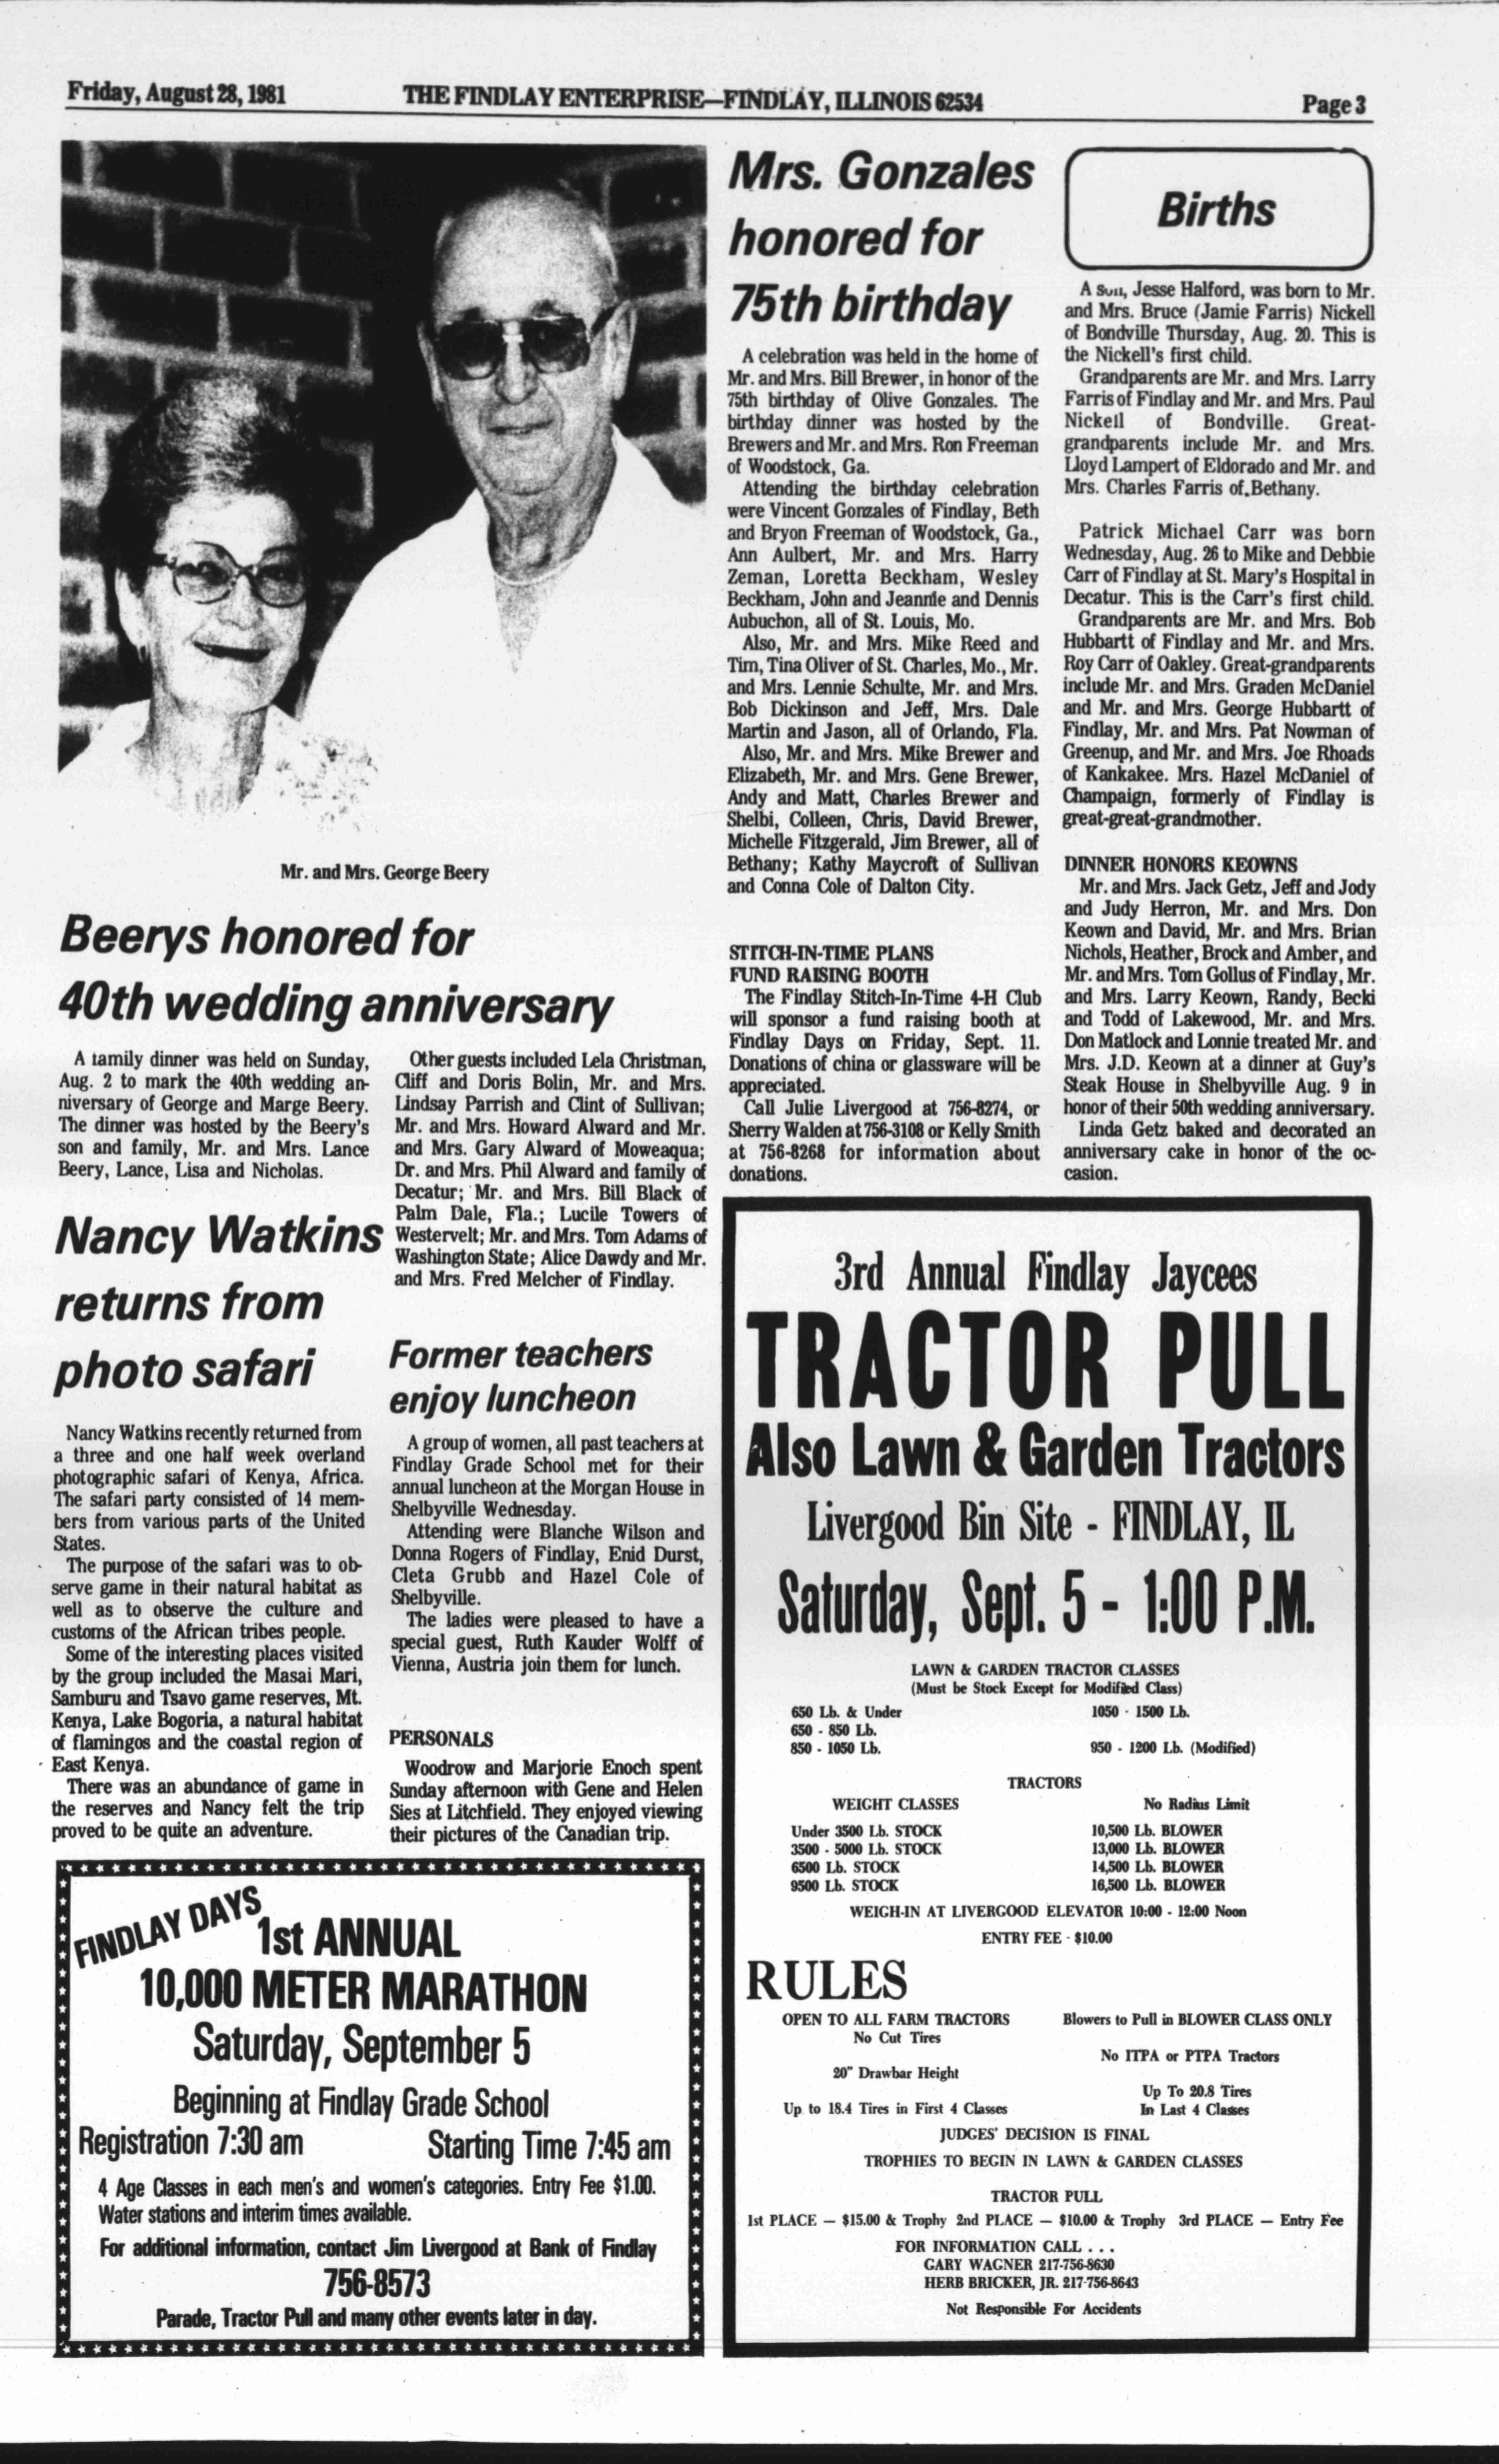 Friday, August 28, 1981
THE FINDLAY ENTERPRISE—FINDLAY, ILLINOIS 62534
Page 3
Mr. and Mrs. George Beery
Beerys honored for
40th wedding anniversary
A family dinner was held on Sunday,
Aug. 2 to mark the 40th wedding an-
niversary of George and Marge Beery.
The dinner was hosted by the Beery's
son and family, Mr. and Mrs. Lance
Beery, Lance, Lisa and Nicholas.
Other guests included Lela Christman,
Cliff and Doris Bolin, Mr. and Mrs.
Lindsay Parrish and Clint of Sullivan;
Mr. and Mrs. Howard Alward and Mr.
and Mrs. Gary Alward of Moweaqua;
Dr. and Mrs. Phil Alward and family of
Decatur; Mr. and Mrs. Bill Black of
Palm Dale, Fla.; Lucile Towers of
Westervelt; Mr. and Mrs. Tom Adams of
Washington State; Alice Dawdy and Mr.
and Mrs. Fred Melcher of Findlay.
Nancy Watkins
returns from
photo safari
Nancy Watkins recently returned from
a three and one half week overland
photographic safari of Kenya, Africa.
The safari party consisted of 14 mem-
bers from various parts of the United
States.
The purpose of the safari was to ob-
serve game in their natural habitat as
well as to observe the culture and
customs of the African tribes people.
Some of the interesting places visited
by the group included the Masai Mari,
Samburu and Tsavo game reserves, Mt.
Kenya, Lake Bogoria, a natural habitat
of flamingos and the coastal region of
East Kenya.
There was an abundance of game in
the reserves and Nancy felt the trip
proved to be quite an adventure.
Former teachers
enjoy luncheon
A group of women, all past teachers at
Findlay Grade School met for their
annual luncheon at the Morgan House in
Shelbyville Wednesday.
Attending were Blanche Wilson and
Donna Rogers of Findlay, Enid Durst,
Cleta Grubb and Hazel Cole of
Shelbyville.
The ladies were pleased to have a
special guest, Ruth Kauder Wolff of
Vienna, Austria join them for lunch.
PERSONALS
Woodrow and Marjorie Enoch spent
Sunday afternoon with Gene and Helen
Sies at Litchfield. They enjoyed viewing
their pictures of the Canadian trip.
FINDLAY DAYS
1st ANNUAL
10,000 METER MARATHON
Saturday, September 5
Beginning at Findlay Grade School
Registration 7:30 am Starting Time 7:45 am
4 Age Classes in each men's and women's categories. Entry Fee $1.00.
Water stations and interim times available.
For additional information, contact Jim Livergood at Bank of Findlay
756-8573
Parade, Tractor Pull and many other events later in day.
Mrs. Gonzales
honored for
75th birthday
A celebration was held in the home of
Mr. and Mrs. Bill Brewer, in honor of the
75th birthday of Olive Gonzales. The
birthday dinner was hosted by the
Brewers and Mr. and Mrs. Ron Freeman
of Woodstock, Ga.
Attending the birthday celebration
were Vincent Gonzales of Findlay, Beth
and Bryon Freeman of Woodstock, Ga.,
Ann Aulbert, Mr. and Mrs. Harry
Zeman, Loretta Beckham, Wesley
Beckham, John and Jeannie and Dennis
Aubuchon, all of St. Louis, Mo.
Also, Mr. and Mrs. Mike Reed and
Tim, Tina Oliver of St. Charles, Mo., Mr.
and Mrs. Lennie Schulte, Mr. and Mrs.
Bob Dickinson and Jeff, Mrs. Dale
Martin and Jason, all of Orlando, Fla.
Also, Mr. and Mrs. Mike Brewer and
Elizabeth, Mr. and Mrs. Gene Brewer,
Andy and Matt, Charles Brewer and
Shelbi, Colleen, Chris, David Brewer,
Michelle Fitzgerald, Jim Brewer, all of
Bethany; Kathy Maycroft of Sullivan
and Conna Cole of Dalton City.
STITCH-IN-TIME PLANS
FUND RAISING BOOTH
The Findlay Stitch-In-Time 4-H Club
will sponsor a fund raising booth at
Findlay Days on Friday, Sept. 11.
Donations of china or glassware will be
appreciated.
Call Julie Livergood at 756-8274, or
Sherry Walden at 756-3108 or Kelly Smith
at 756-8268 for information about
donations.
Births
A son, Jesse Halford, was born to Mr.
and Mrs. Bruce (Jamie Farris) Nickell
of Bondville Thursday, Aug. 20. This is
the Nickell's first child.
Grandparents are Mr. and Mrs. Larry
Farris of Findlay and Mr. and Mrs. Paul
Nickell of Bondville. Great-
grandparents include Mr. and Mrs.
Lloyd Lampert of Eldorado and Mr. and
Mrs. Charles Farris of Bethany.
Patrick Michael Carr was born
Wednesday, Aug. 26 to Mike and Debbie
Carr of Findlay at St. Mary's Hospital in
Decatur. This is the Carr's first child.
Grandparents are Mr. and Mrs. Bob
Hubbartt of Findlay and Mr. and Mrs.
Roy Carr of Oakley. Great-grandparents
include Mr. and Mrs. Graden McDaniel
and Mr. and Mrs. George Hubbartt of
Findlay, Mr. and Mrs. Pat Nowman of
Greenup, and Mr. and Mrs. Joe Rhoads
of Kankakee. Mrs. Hazel McDaniel of
Champaign, formerly of Findlay is
great-great-grandmother.
DINNER HONORS KEOWNS
Mr. and Mrs. Jack Getz, Jeff and Jody
and Judy Herron, Mr. and Mrs. Don
Keown and David, Mr. and Mrs. Brian
Nichols, Heather, Brock and Amber, and
Mr. and Mrs. Tom Gollus of Findlay, Mr.
and Mrs. Larry Keown, Randy, Becki
and Todd of Lakewood, Mr. and Mrs.
Don Matlock and Lonnie treated Mr. and
Mrs. J.D. Keown at a dinner at Guy's
Steak House in Shelbyville Aug. 9 in
honor of their 50th wedding anniversary.
Linda Getz baked and decorated an
anniversary cake in honor of the oc-
casion.
3rd Annual Findlay Jaycees
TRACTOR PULL
Also Lawn & Garden Tractors
Livergood Bin Site - FINDLAY, IL
Saturday, Sept. 5 - 1:00 P.M.
LAWN & GARDEN TRACTOR CLASSES
(Must be Stock Except for Modified Class)
650 Lb. & Under 1050 - 1500 Lb.
650 - 850 Lb.
850 - 1050 Lb. 950 - 1200 Lb. (Modified)
TRACTORS
WEIGHT CLASSES No Radius Limit
Under 3500 Lb. STOCK 10,500 Lb. BLOWER
3500 - 5000 Lb. STOCK 13,000 Lb. BLOWER
6500 Lb. STOCK 14,500 Lb. BLOWER
9500 Lb. STOCK 16,500 Lb. BLOWER
WEIGH-IN AT LIVERGOOD ELEVATOR 10:00 - 12:00 Noon
ENTRY FEE - $10.00
RULES
OPEN TO ALL FARM TRACTORS Blowers to Pull in BLOWER CLASS ONLY
No Cut Tires
No ITPA or PTPA Tractors
20" Drawbar Height
Up To 20.8 Tires
Up to 18.4 Tires in First 4 Classes In Last 4 Classes
JUDGES' DECISION IS FINAL
TROPHIES TO BEGIN IN LAWN & GARDEN CLASSES
TRACTOR PULL
1st PLACE — $15.00 & Trophy 2nd PLACE — $10.00 & Trophy 3rd PLACE — Entry Fee
FOR INFORMATION CALL . . .
GARY WAGNER 217-756-8630
HERB BRICKER, JR. 217-756-8643
Not Responsible For Accidents